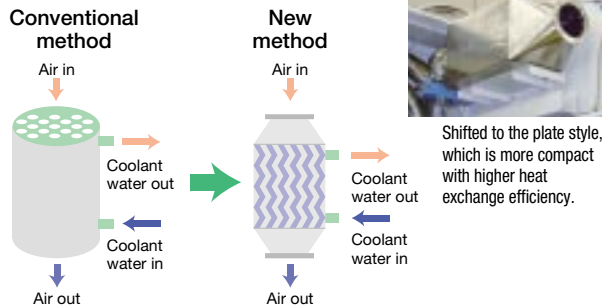 Conventional
method
Air in
Coolant
water out
Coolant
water in
Air out
New
method
Air in
Coolant
water out
Coolant
water in
Air out
Shifted to the plate style,
which is more compact
with higher heat
exchange efficiency.